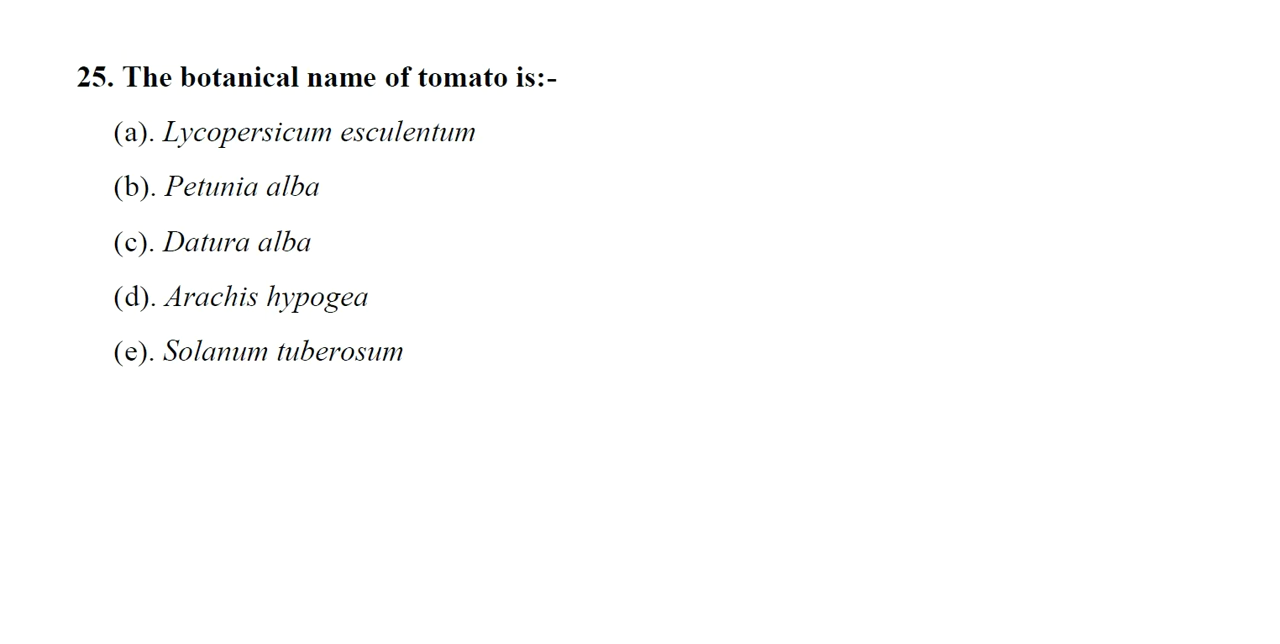 25. The botanical name of tomato is:-
(a). Lycopersicum esculentum
(b). Petunia alba
(c). Datura alba
(d). Arachis hypogea
(e). Solanum tuberosum